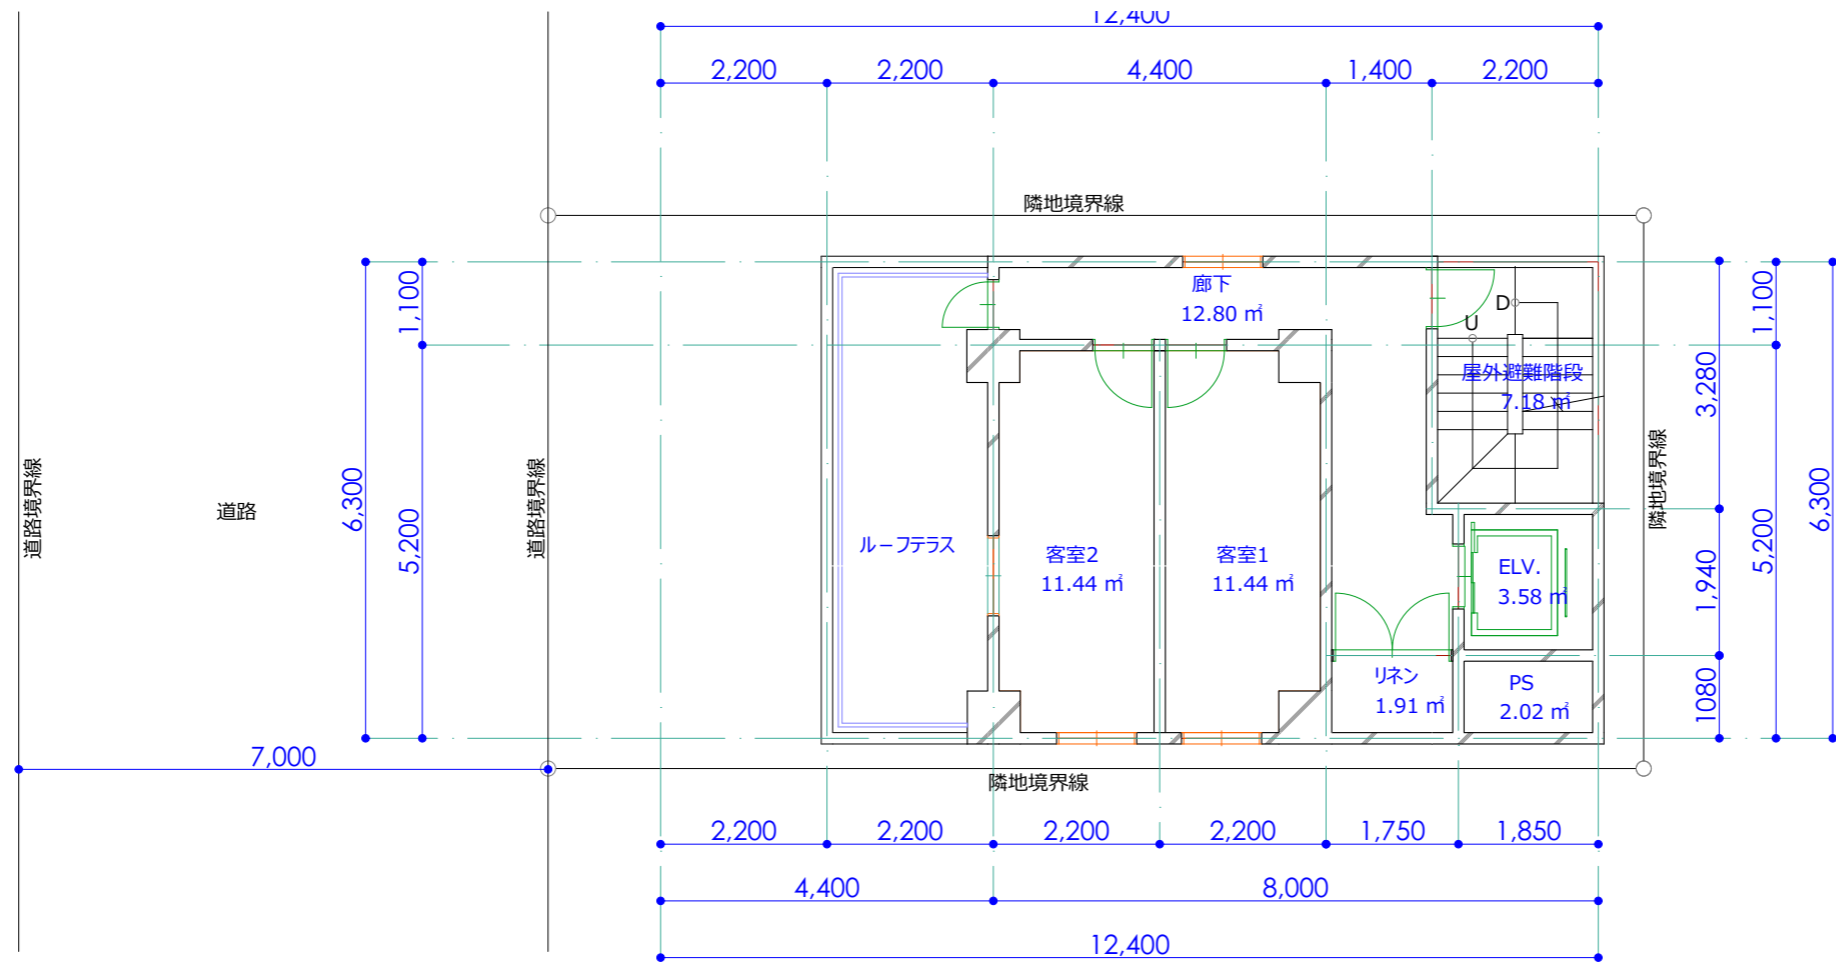 12,400
2,200
2,200
4,400
1,400
2,200
隣地境界線
1,100
廊下
12.80 ㎡
D
U
1,100
屋外避難階段
7.18 ㎡
3,280
道路境界線
道路
6,300
5,200
道路境界線
ルーフテラス
客室2
11.44 ㎡
客室1
11.44 ㎡
ELV.
3.58 ㎡
隣地境界線
1,940
5,200
6,300
リネン
1.91 ㎡
PS
2.02 ㎡
1080
7,000
隣地境界線
2,200
2,200
2,200
2,200
1,750
1,850
4,400
8,000
12,400